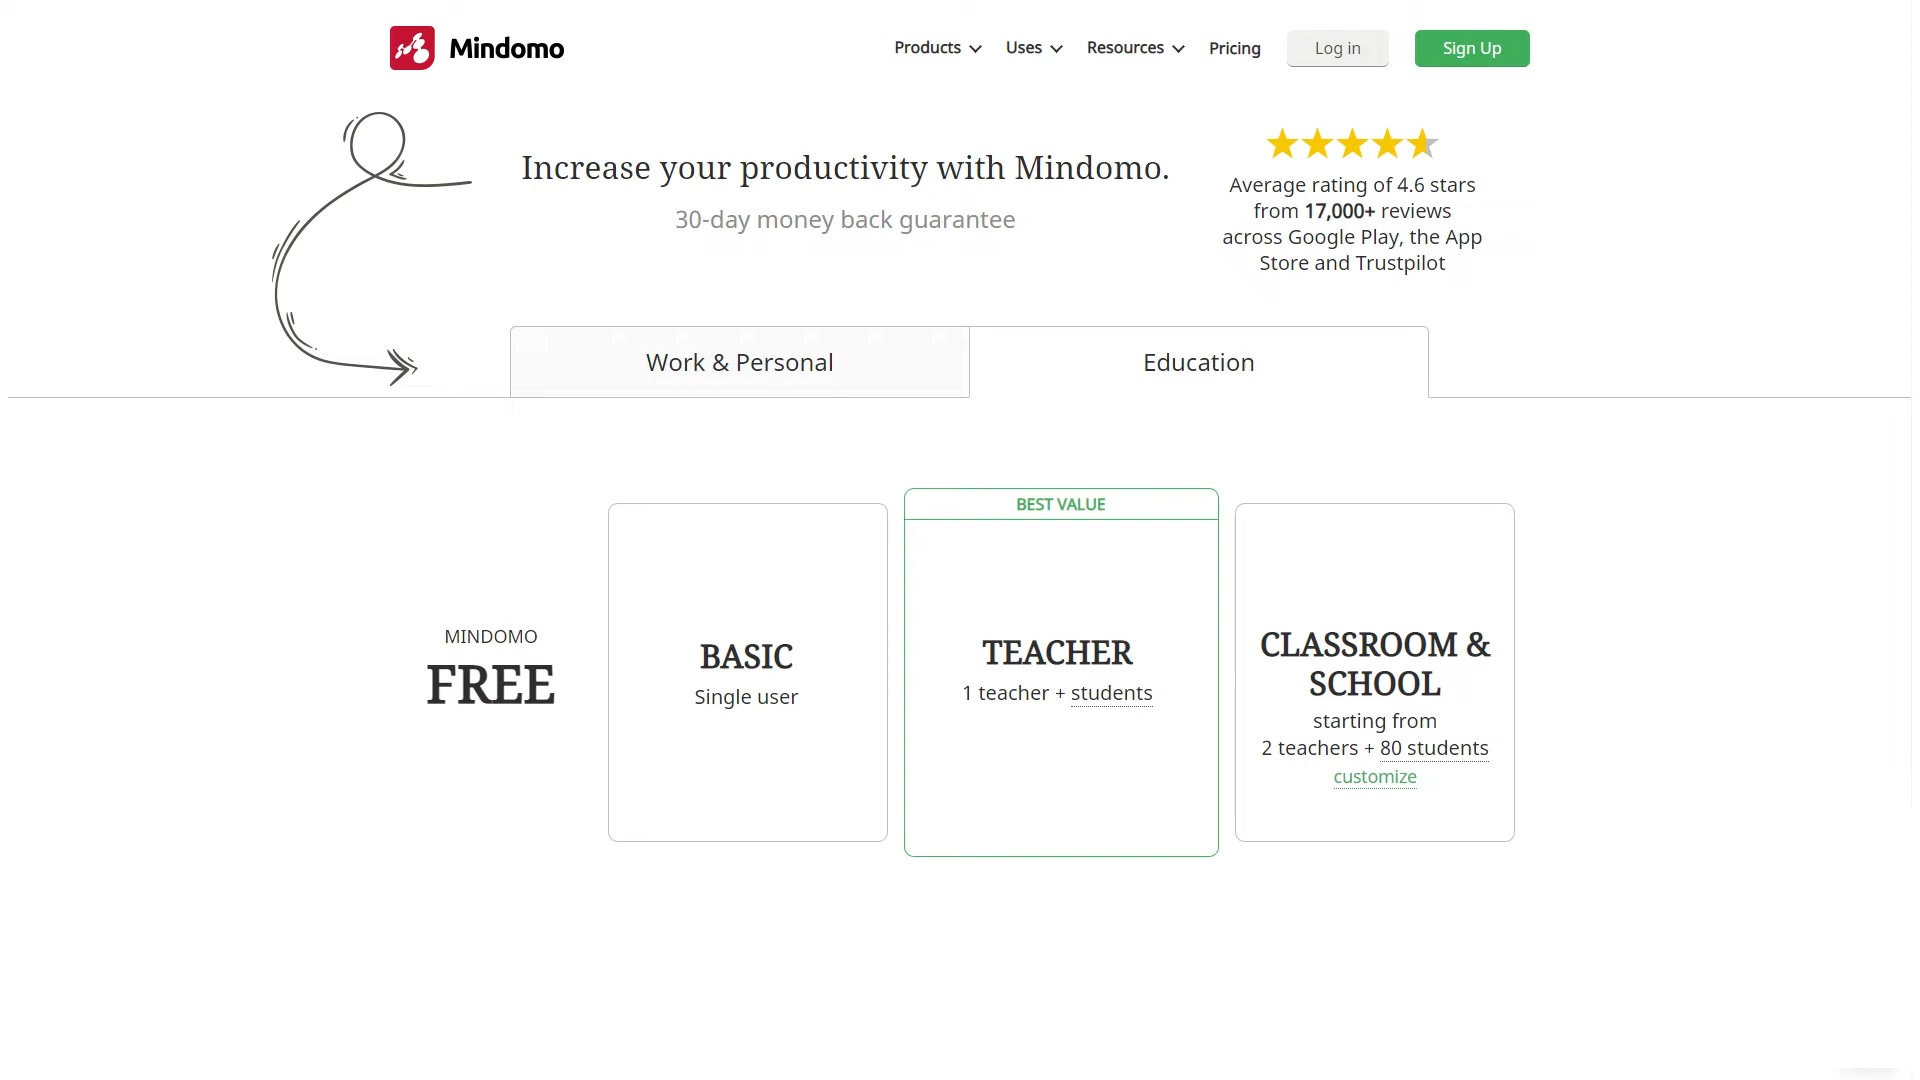 Mindomo
Products
Uses
Resources
Pricing
Log in
Sign Up
Increase your productivity with Mindomo.
30-day money back guarantee
Average rating of 4.6 stars
from 17,000+ reviews
across Google Play, the App
Store and Trustpilot
Work & Personal
Education
MINDOMO
FREE
BASIC
Single user
BEST VALUE
TEACHER
1 teacher + students
CLASSROOM &
SCHOOL
starting from
2 teachers + 80 students
customize